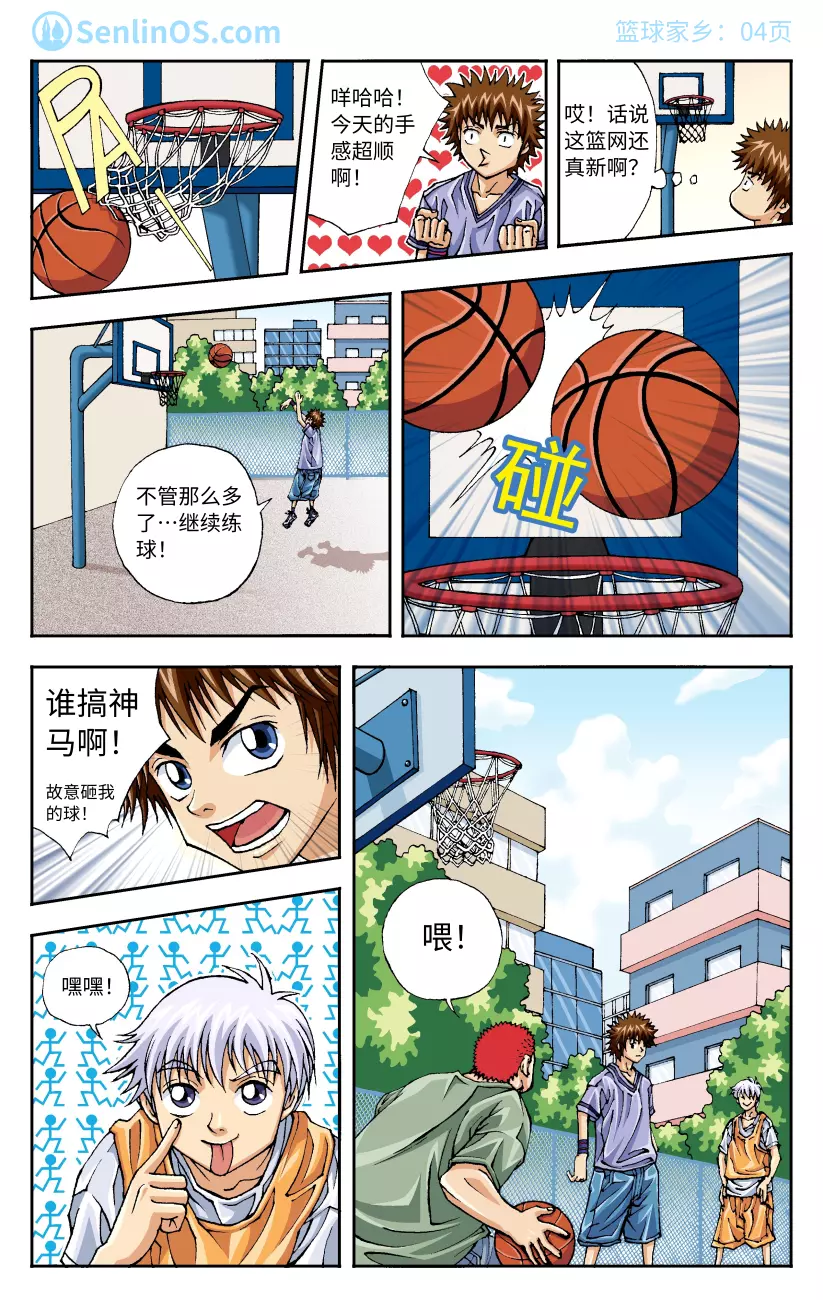 SenlinOS.com
篮球家乡：04页
PA！
咩哈哈！
今天的手
感超顺
啊！
哎！话说
这篮网还
真新啊？
不管那么多
了…继续练
球！
碰
谁搞神
马啊！
故意砸我
的球！
嘿嘿！
喂！